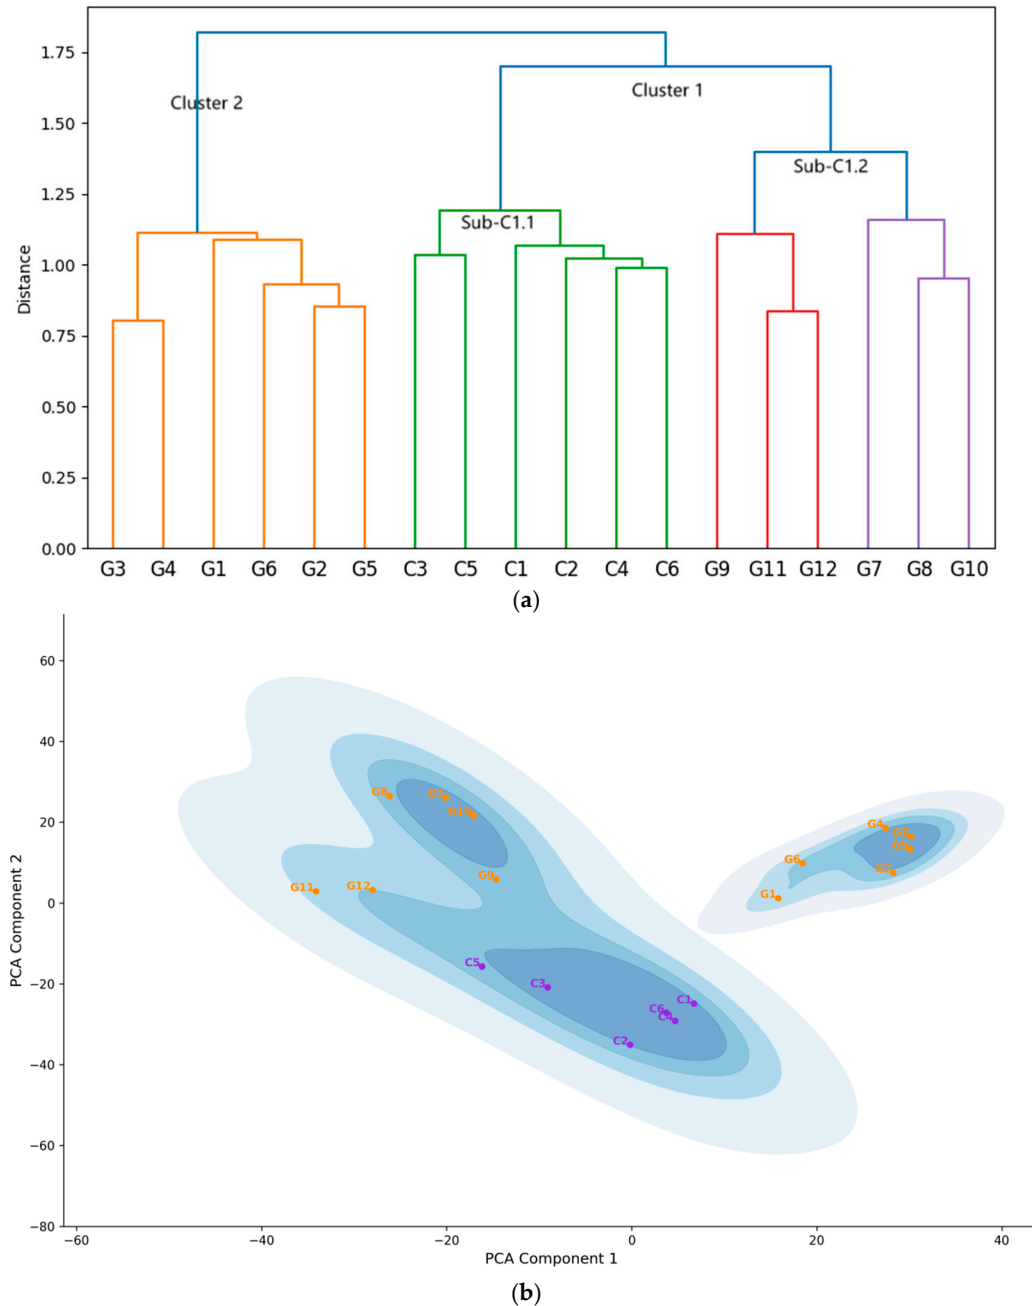 1.75
1.50
1.25
1.00
0.75
0.50
0.25
0.00
Distance
Cluster 2
Cluster 1
Sub-C1.2
Sub-C1.1
G3 G4 G1 G6 G2 G5 C3 C5 C1 C2 C4 C6 G9 G11 G12 G7 G8 G10
(a)
60
40
20
0
−20
−40
−60
−80
PCA Component 2
G8
G7
G10
G9
G11
G12
G4
G3
G5
G6
G2
G1
C5
C3
C1
C6
C4
C2
−60 −40 −20 0 20 40
PCA Component 1
(b)